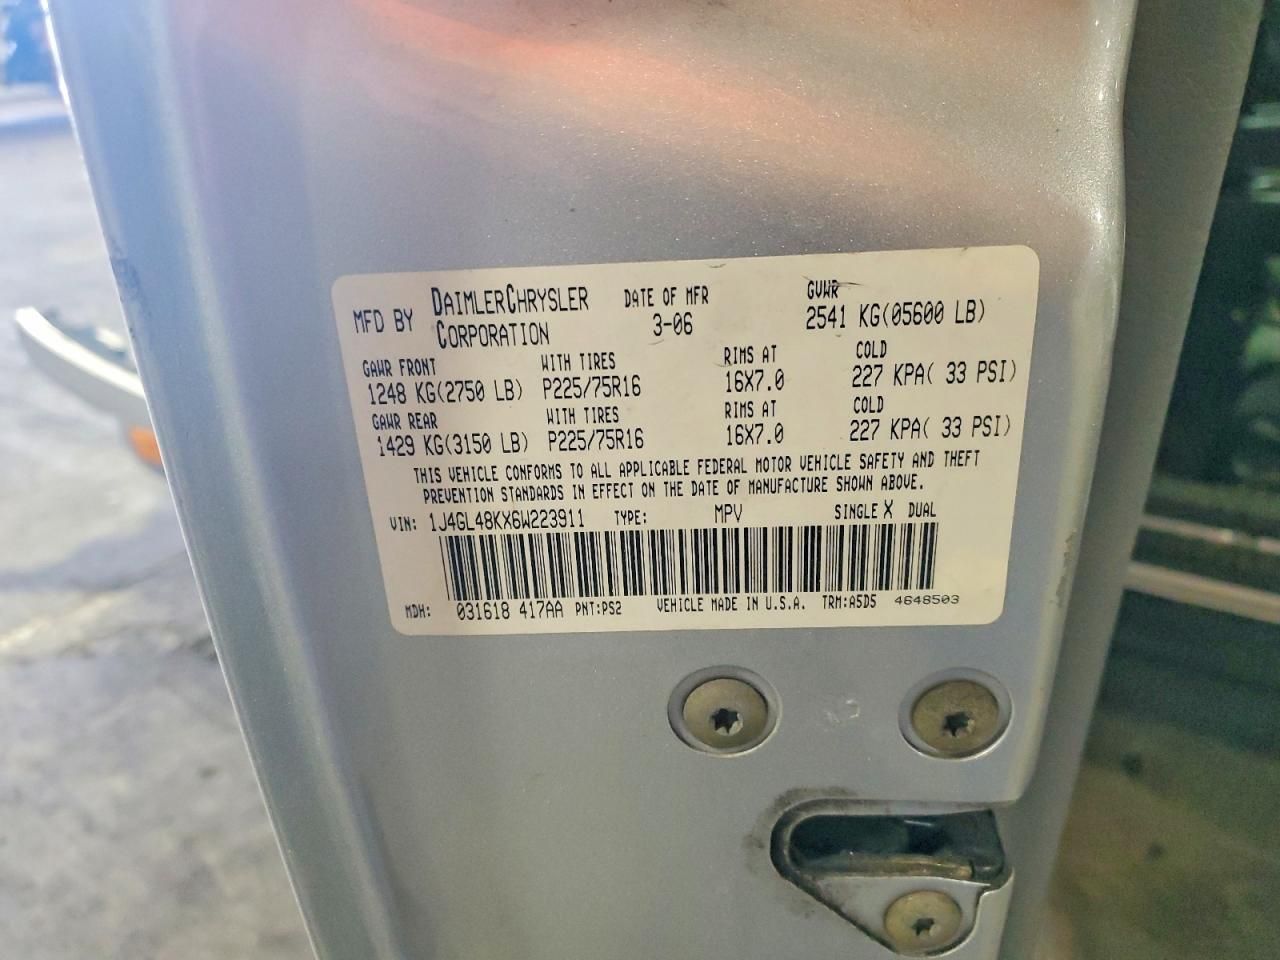 MFD BY DAIMLERCHRYSLER CORPORATION DATE OF MFR 3-06 GVWR 2541 KG(05600 LB)
GAWR FRONT WITH TIRES RIMS AT COLD
1248 KG(2750 LB) P225/75R16 16X7.0 227 KPA( 33 PSI)
GAWR REAR WITH TIRES RIMS AT COLD
1429 KG(3150 LB) P225/75R16 16X7.0 227 KPA( 33 PSI)
THIS VEHICLE CONFORMS TO ALL APPLICABLE FEDERAL MOTOR VEHICLE SAFETY AND THEFT
PREVENTION STANDARDS IN EFFECT ON THE DATE OF MANUFACTURE SHOWN ABOVE.
VIN: 1J4GL48KX6W223911 TYPE: MPV SINGLE X DUAL
MDH: 031618 417AA PNT:PS2 VEHICLE MADE IN U.S.A. TRM:A5D5 4648503